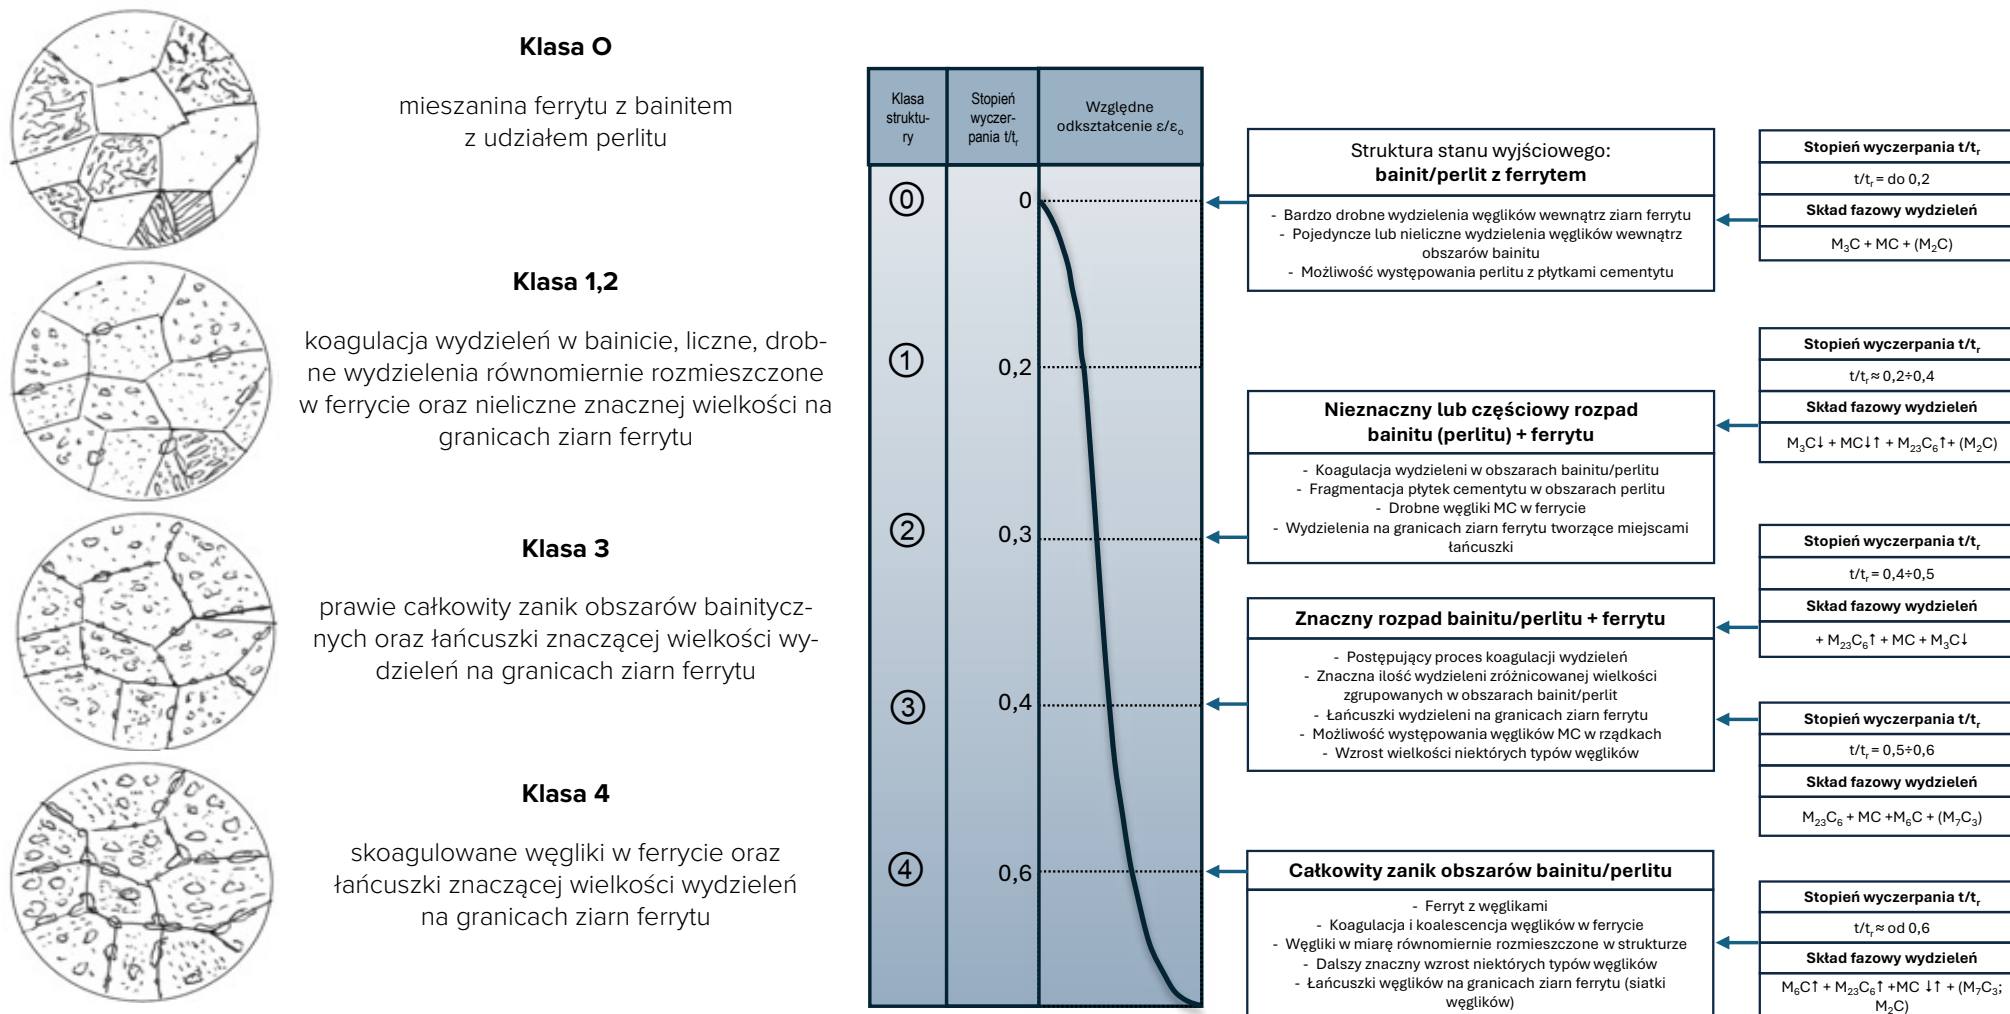 Klasa O
mieszanina ferrytu z bainitem
z udziałem perlitu
Klasa 1,2
koagulacja wydzieleń w bainicie, liczne, drob-
ne wydzielenia równomiernie rozmieszczone
w ferrycie oraz nieliczne znacznej wielkości na
granicach ziarn ferrytu
Klasa 3
prawie całkowity zanik obszarów bainitycz-
nych oraz łańcuszki znaczącej wielkości wy-
dzieleń na granicach ziarn ferrytu
Klasa 4
skoagulowane węgliki w ferrycie oraz
łańcuszki znaczącej wielkości wydzieleń
na granicach ziarn ferrytu
Klasa
struktu-
ry
Stopień
wyczer-
pania t/tᵣ
Względne
odkształcenie ε/εₒ
0
0
1
0,2
2
0,3
3
0,4
4
0,6
Struktura stanu wyjściowego:
bainit/perlit z ferrytem
- Bardzo drobne wydzielenia węglików wewnątrz ziarn ferrytu
- Pojedyncze lub nieliczne wydzielenia węglików wewnątrz
obszarów bainitu
- Możliwość występowania perlitu z płytkami cementytu
Nieznaczny lub częściowy rozpad
bainitu (perlitu) + ferrytu
- Koagulacja wydzieleni w obszarach bainitu/perlitu
- Fragmentacja płytek cementytu w obszarach perlitu
- Drobne węgliki MC w ferrycie
- Wydzielenia na granicach ziarn ferrytu tworzące miejscami
łańcuszki
Znaczny rozpad bainitu/perlitu + ferrytu
- Postępujący proces koagulacji wydzieleń
- Znaczna ilość wydzieleni zróżnicowanej wielkości
zgrupowanych w obszarach bainit/perlit
- Łańcuszki wydzieleni na granicach ziarn ferrytu
- Możliwość występowania węglików MC w rządkach
- Wzrost wielkości niektórych typów węglików
Całkowity zanik obszarów bainitu/perlitu
- Ferryt z węglikami
- Koagulacja i koalescencja węglików w ferrycie
- Węgliki w miarę równomiernie rozmieszczone w strukturze
- Dalszy znaczny wzrost niektórych typów węglików
- Łańcuszki węglików na granicach ziarn ferrytu (siatki
węglików)
Stopień wyczerpania t/tᵣ
t/tᵣ = do 0,2
Skład fazowy wydzieleń
M₃C + MC + (M₂C)
Stopień wyczerpania t/tᵣ
t/tᵣ ≈ 0,2÷0,4
Skład fazowy wydzieleń
M₃C↓ + MC↓↑ + M₂₃C₆↑+ (M₂C)
Stopień wyczerpania t/tᵣ
t/tᵣ = 0,4÷0,5
Skład fazowy wydzieleń
+ M₂₃C₆↑ + MC + M₃C↓
Stopień wyczerpania t/tᵣ
t/tᵣ = 0,5÷0,6
Skład fazowy wydzieleń
M₂₃C₆ + MC +M₆C + (M₇C₃)
Stopień wyczerpania t/tᵣ
t/tᵣ ≈ od 0,6
Skład fazowy wydzieleń
M₆C↑ + M₂₃C₆↑ +MC ↓↑ + (M₇C₃;
M₂C)